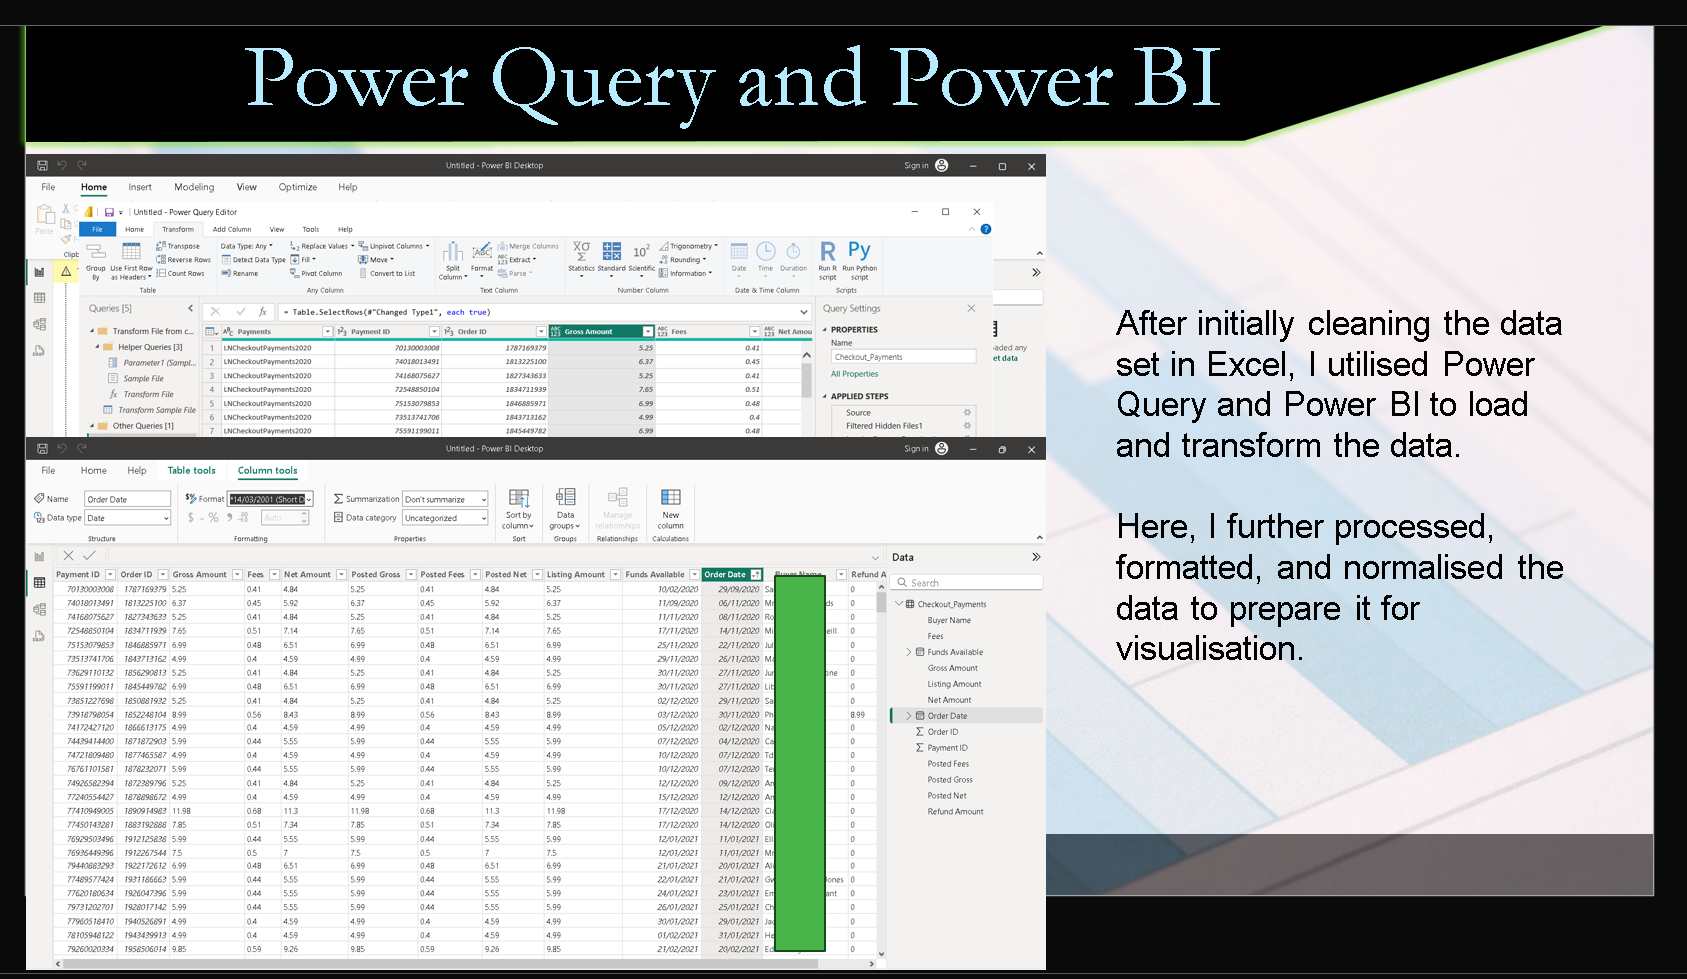 Power Query and Power BI
Untitled - Power BI Desktop
Sign in
File Home Insert Modeling View Optimize Help
Paste
Untitled - Power Query Editor
File Home Transform Add Column View Tools Help
Transpose Data Type: Any Replace Values Unpivot Columns Merge Columns Trigonometry
Reverse Rows Detect Data Type Fill Move Extract Rounding
Count Rows Rename Pivot Column Convert to List Parse Information
Group By Use First Row as Headers Split Column Format Statistics Standard Scientific Date Time Duration Run R script Run Python script
Table Any Column Text Column Number Column Date & Time Column Scripts
Queries [5]
= Table.SelectRows(#"Changed Type1", each true)
Query Settings
Transform File from c...
Helper Queries [3]
Parameter1 (Sampl...
Sample File
Transform File
Transform Sample File
Other Queries [1]
Payments Payment ID Order ID Gross Amount Fees Net Amou
1 LNCheckoutPayments2020 70130003008 1787169379 5.25 0.41
2 LNCheckoutPayments2020 74018013491 1813225100 6.37 0.45
3 LNCheckoutPayments2020 74168075627 1827343633 5.25 0.41
4 LNCheckoutPayments2020 72548850104 1834711939 7.65 0.51
5 LNCheckoutPayments2020 75153079853 1846885971 6.99 0.48
6 LNCheckoutPayments2020 73513741706 1843713162 4.99 0.4
7 LNCheckoutPayments2020 75591199011 1845449782 6.99 0.48
PROPERTIES
Name
Checkout_Payments
All Properties
APPLIED STEPS
Source
Filtered Hidden Files1
Untitled - Power BI Desktop
Sign in
File Home Help Table tools Column tools
Name Order Date Format *14/03/2001 (Short D Summarization Don't summarize
Data type Date $ % Auto Data category Uncategorized
Sort by column Data groups Manage relationships New column
Structure Formatting Properties Sort Groups Relationships Calculations
Payment ID Order ID Gross Amount Fees Net Amount Posted Gross Posted Fees Posted Net Listing Amount Funds Available Order Date Buyer Name Refund A
70130003008 1787169379 5.25 0.41 4.84 5.25 0.41 4.84 5.25 10/02/2020 29/09/2020 Sa 0
74018013491 1813225100 6.37 0.45 5.92 6.37 0.45 5.92 6.37 11/09/2020 06/11/2020 ds 0
74168075627 1827343633 5.25 0.41 4.84 5.25 0.41 4.84 5.25 11/11/2020 08/11/2020 Ro 0
72548850104 1834711939 7.65 0.51 7.14 7.65 0.51 7.14 7.65 17/11/2020 14/11/2020 Mi eill 0
75153079853 1846885971 6.99 0.48 6.51 6.99 0.48 6.51 6.99 25/11/2020 22/11/2020 Jul 0
73513741706 1843713162 4.99 0.4 4.59 4.99 0.4 4.59 4.99 29/11/2020 26/11/2020 Ma 0
73629110132 1856290813 5.25 0.41 4.84 5.25 0.41 4.84 5.25 30/11/2020 27/11/2020 ine 0
75591199011 1845449782 6.99 0.48 6.51 6.99 0.48 6.51 6.99 30/11/2020 27/11/2020 Lib 0
73851227698 1850881932 5.25 0.41 4.84 5.25 0.41 4.84 5.25 02/12/2020 29/11/2020 Sa 0
73918798054 1852248104 8.99 0.56 8.43 8.99 0.56 8.43 8.99 03/12/2020 30/11/2020 Ph 8.99
74172427120 1866613175 4.99 0.4 4.59 4.99 0.4 4.59 4.99 05/12/2020 02/12/2020 Na 0
74439414400 1871872903 5.99 0.44 5.55 5.99 0.44 5.55 5.99 07/12/2020 04/12/2020 Ca 0
74721809480 1877465587 4.99 0.4 4.59 4.99 0.4 4.59 4.99 10/12/2020 07/12/2020 0
76761101581 1878232071 5.99 0.44 5.55 5.99 0.44 5.55 5.99 10/12/2020 07/12/2020 0
74926582394 1872389796 5.25 0.41 4.84 5.25 0.41 4.84 5.25 12/12/2020 09/12/2020 0
77240554427 1878898672 4.99 0.4 4.59 4.99 0.4 4.59 4.99 15/12/2020 12/12/2020 An 0
77410949005 1890914983 11.98 0.68 11.3 11.98 0.68 11.3 11.98 17/12/2020 14/12/2020 0
77450143281 1883192888 7.85 0.51 7.34 7.85 0.51 7.34 7.85 17/12/2020 14/12/2020 0
76929503496 1912125838 5.99 0.44 5.55 5.99 0.44 5.55 5.99 12/01/2021 11/01/2021 Ell 0
76936449396 1912267544 7.5 0.5 7 7.5 0.5 7 7.5 12/01/2021 11/01/2021 0
79440883293 1922172612 6.99 0.48 6.51 6.99 0.48 6.51 6.99 21/01/2021 20/01/2021 0
77489577424 1931186663 5.99 0.44 5.55 5.99 0.44 5.55 5.99 22/01/2021 21/01/2021 Jones 0
77620180634 1926047396 5.99 0.44 5.55 5.99 0.44 5.55 5.99 24/01/2021 23/01/2021 ant 0
79731202701 1928017142 5.99 0.44 5.55 5.99 0.44 5.55 5.99 26/01/2021 25/01/2021 Ch 0
77960518410 1940526891 4.99 0.4 4.59 4.99 0.4 4.59 4.99 30/01/2021 29/01/2021 0
78105948122 1943439913 4.99 0.4 4.59 4.99 0.4 4.59 4.99 01/02/2021 31/01/2021 He 0
79260020334 1958506014 9.85 0.59 9.26 9.85 0.59 9.26 9.85 21/02/2021 20/02/2021 0
Data
Search
Checkout_Payments
Buyer Name
Fees
Funds Available
Gross Amount
Listing Amount
Net Amount
Order Date
Order ID
Payment ID
Posted Fees
Posted Gross
Posted Net
Refund Amount
After initially cleaning the data
set in Excel, I utilised Power
Query and Power BI to load
and transform the data.
Here, I further processed,
formatted, and normalised the
data to prepare it for
visualisation.